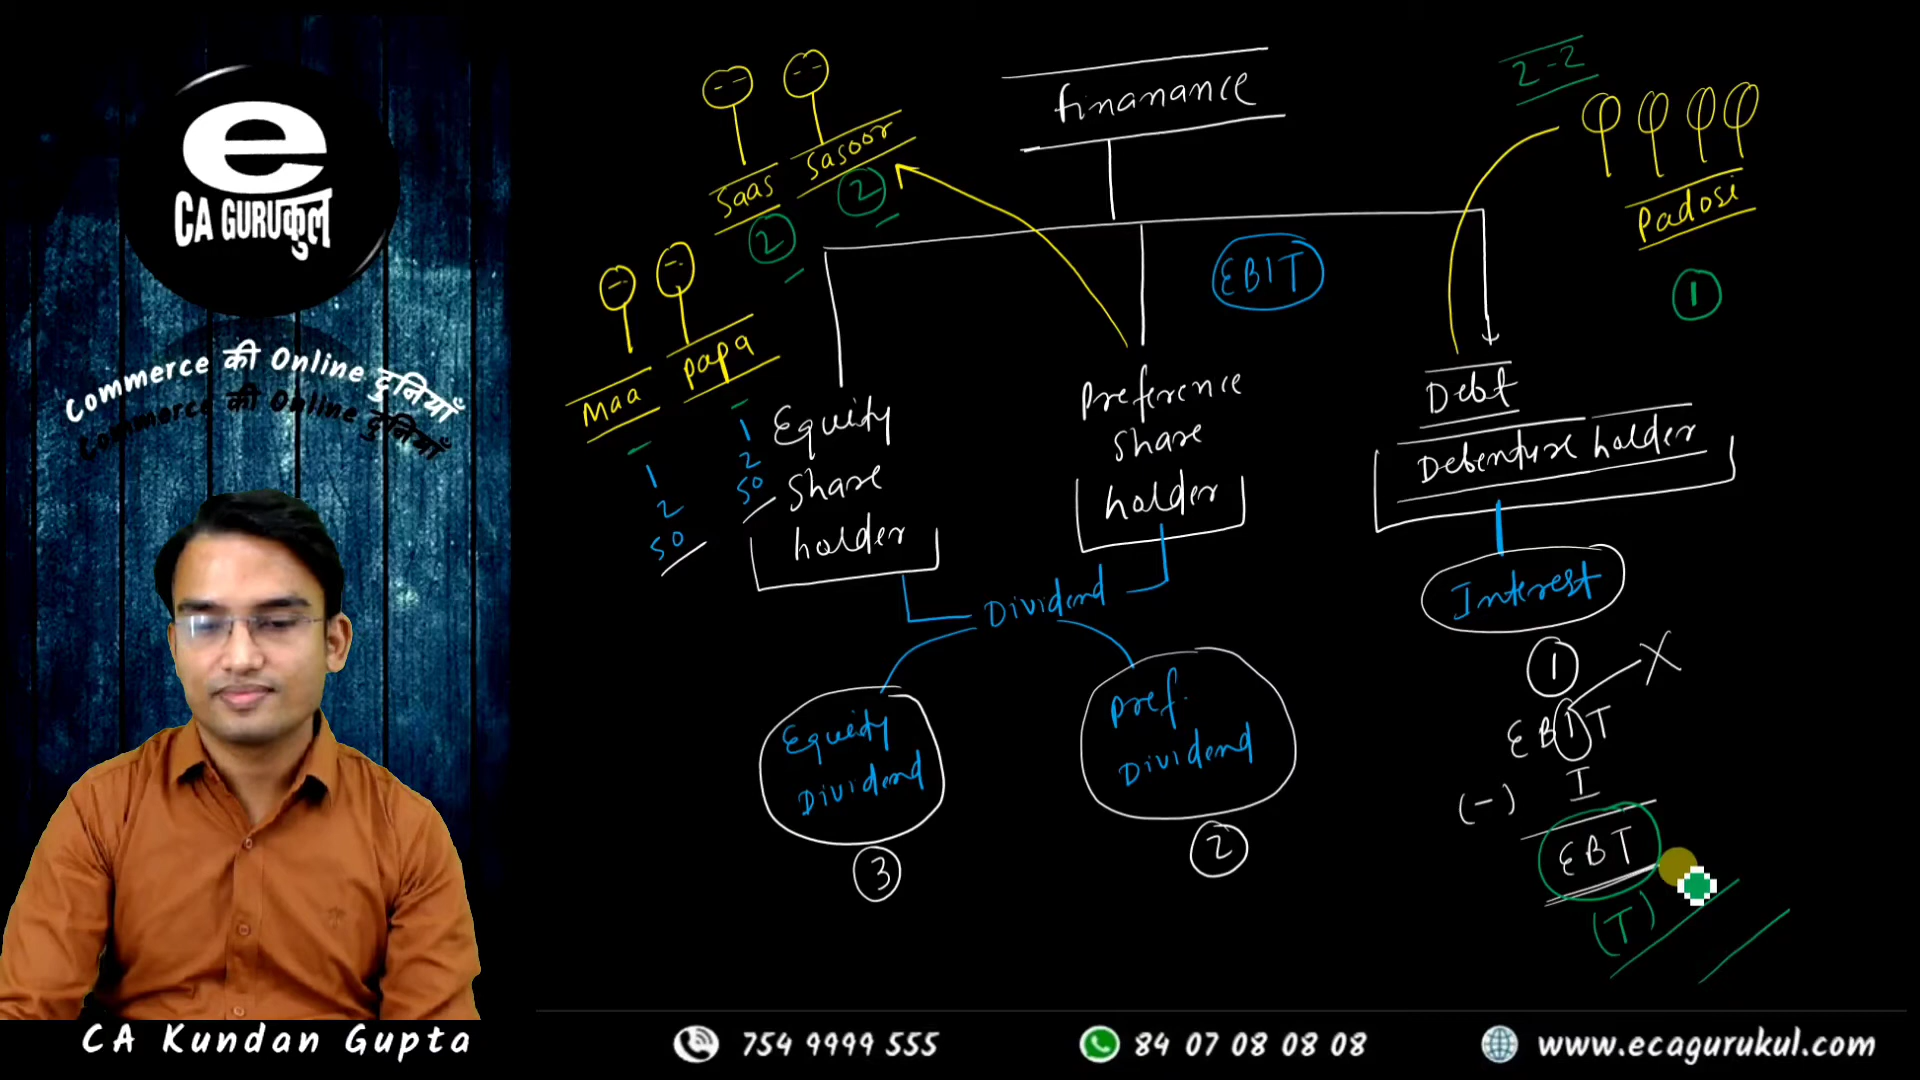 e
CA GURUकुल
Commerce की Online दुनियाँ
Commerce की Online दुनियाँ
CA Kundan Gupta
finanance
2-2
Saas Sasoor
2 2
Padosi
1
EBIT
Maa Papa
1 1
2 2
50 50
Equity
Share
holder
Preference
Share
holder
Debt
Debenture holder
Dividend
Interest
1
X
Equity
Dividend
3
Pref.
Dividend
2
EBIT
(-) I
EBT
(T)
754 9999 555
84 07 08 08 08
www.ecagurukul.com